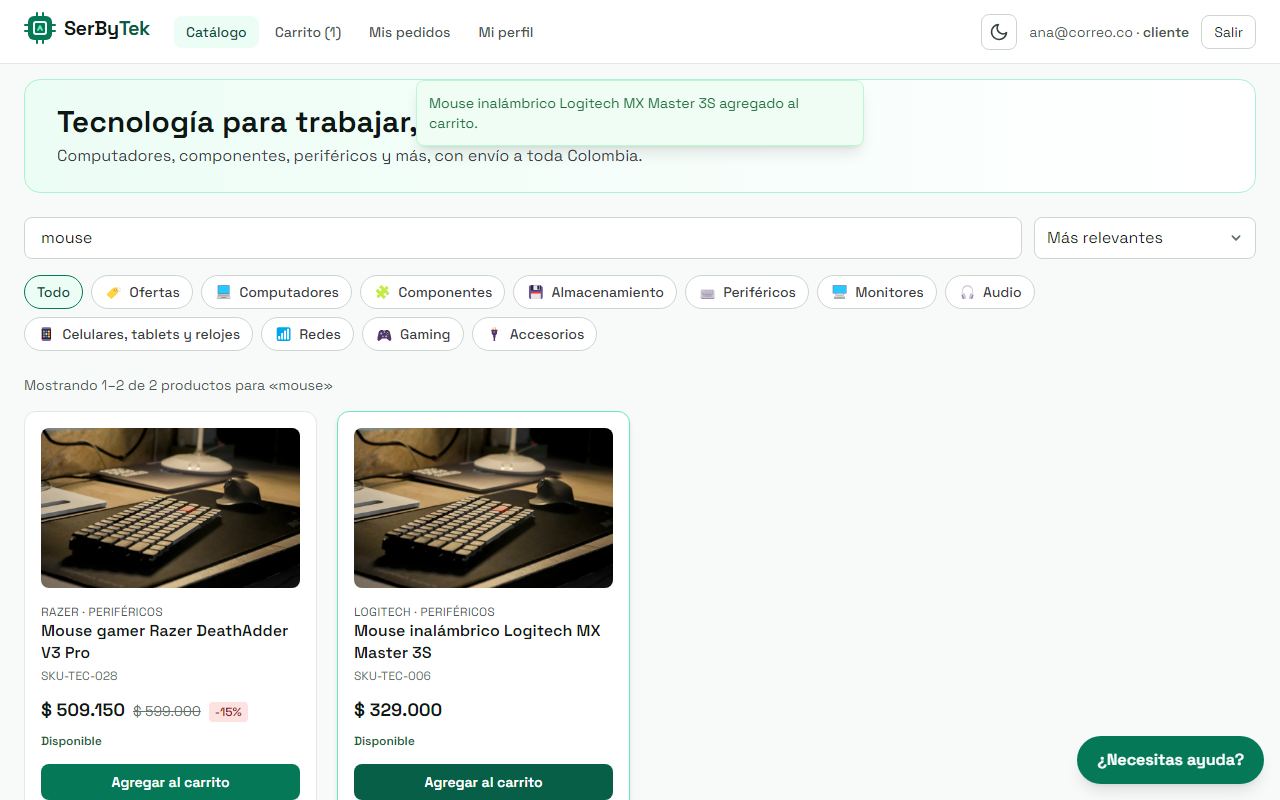 SerByTek
Catálogo
Carrito (1)
Mis pedidos
Mi perfil
ana@correo.co · cliente
Salir
Mouse inalámbrico Logitech MX Master 3S agregado al
carrito.
Tecnología para trabajar,
Computadores, componentes, periféricos y más, con envío a toda Colombia.
mouse
Más relevantes
Todo
Ofertas
Computadores
Componentes
Almacenamiento
Periféricos
Monitores
Audio
Celulares, tablets y relojes
Redes
Gaming
Accesorios
Mostrando 1–2 de 2 productos para «mouse»
RAZER · PERIFÉRICOS
Mouse gamer Razer DeathAdder
V3 Pro
SKU-TEC-028
$ 509.150 $ 599.000 -15%
Disponible
Agregar al carrito
LOGITECH · PERIFÉRICOS
Mouse inalámbrico Logitech MX
Master 3S
SKU-TEC-006
$ 329.000
Disponible
Agregar al carrito
¿Necesitas ayuda?